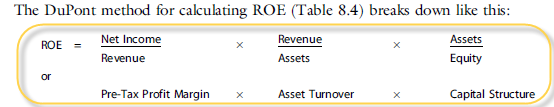 The DuPont method for calculating ROE (Table 8.4) breaks down like this:
ROE = Net Income × Revenue × Assets
Revenue Assets Equity
or
Pre-Tax Profit Margin × Asset Turnover × Capital Structure